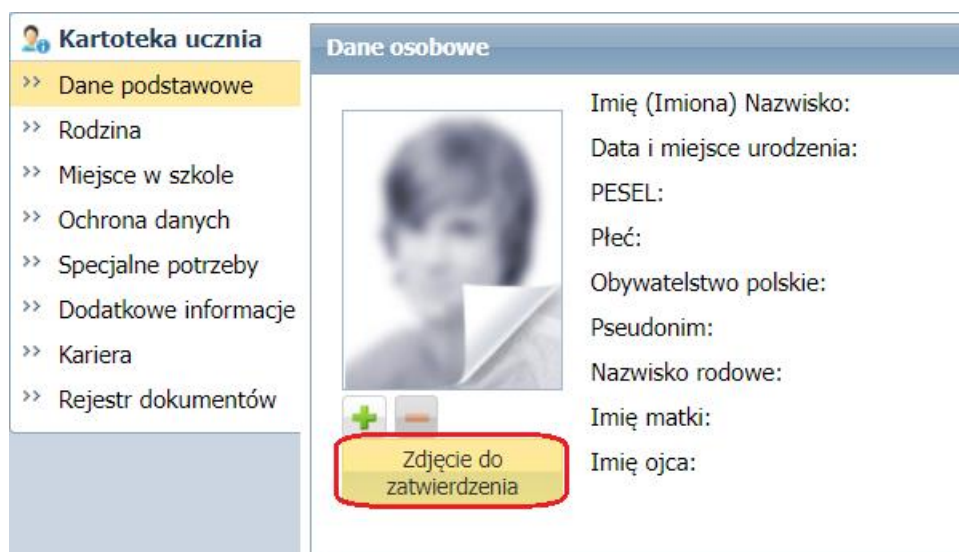 Kartoteka ucznia
Dane podstawowe
Rodzina
Miejsce w szkole
Ochrona danych
Specjalne potrzeby
Dodatkowe informacje
Kariera
Rejestr dokumentów
Dane osobowe
Imię (Imiona) Nazwisko:
Data i miejsce urodzenia:
PESEL:
Płeć:
Obywatelstwo polskie:
Pseudonim:
Nazwisko rodowe:
Imię matki:
Imię ojca:
Zdjęcie do
zatwierdzenia